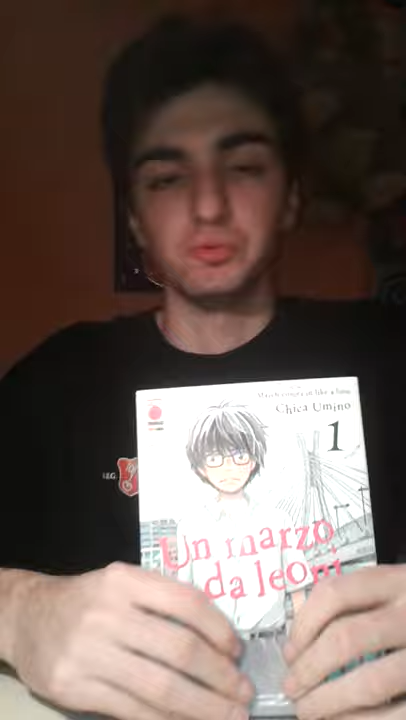 March comes in like a lion
Chica Umino
1
Un marzo
da leoni